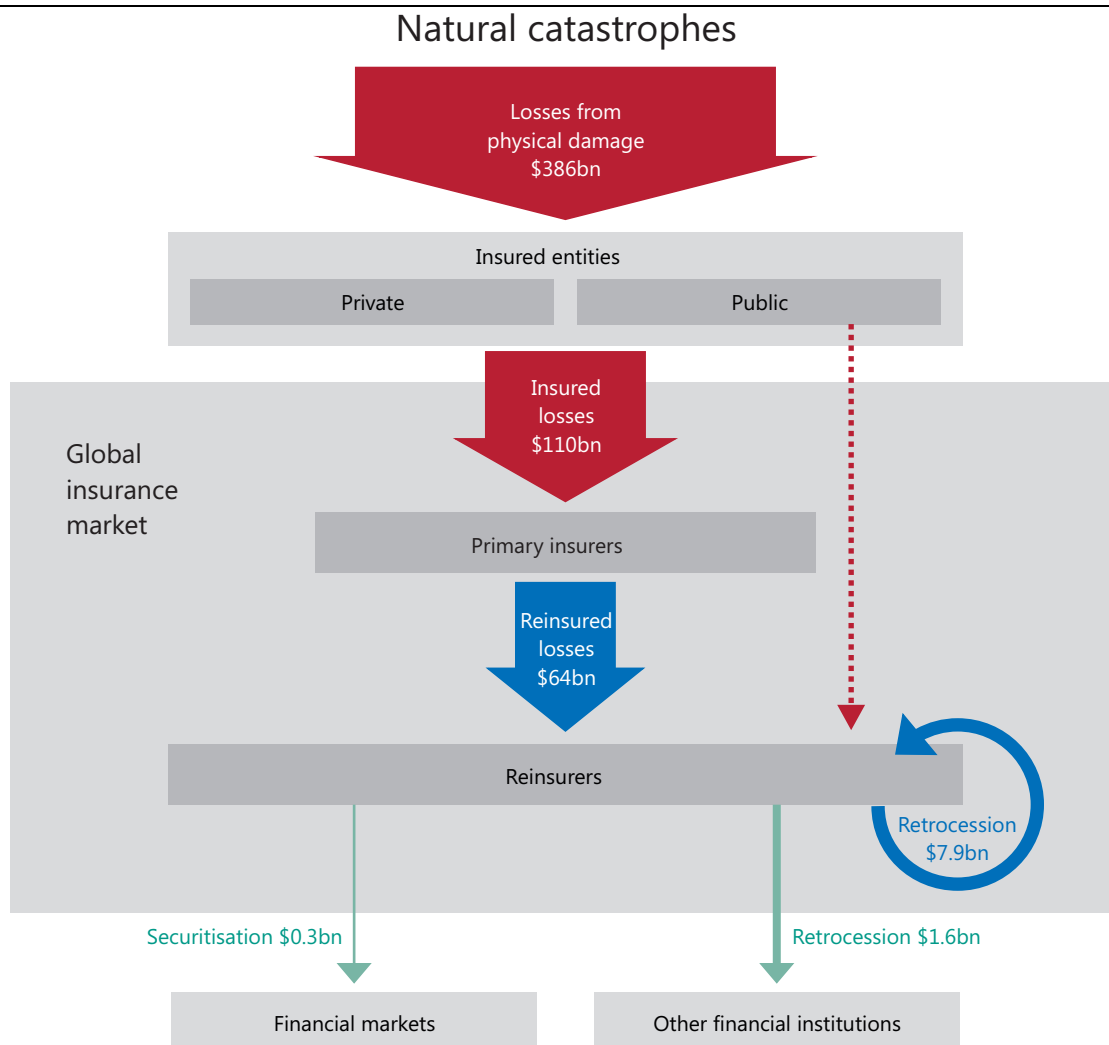 Natural catastrophes
Losses from
physical damage
$386bn
Insured entities
Private
Public
Insured
losses
$110bn
Global
insurance
market
Primary insurers
Reinsured
losses
$64bn
Reinsurers
Retrocession
$7.9bn
Securitisation $0.3bn
Retrocession $1.6bn
Financial markets
Other financial institutions